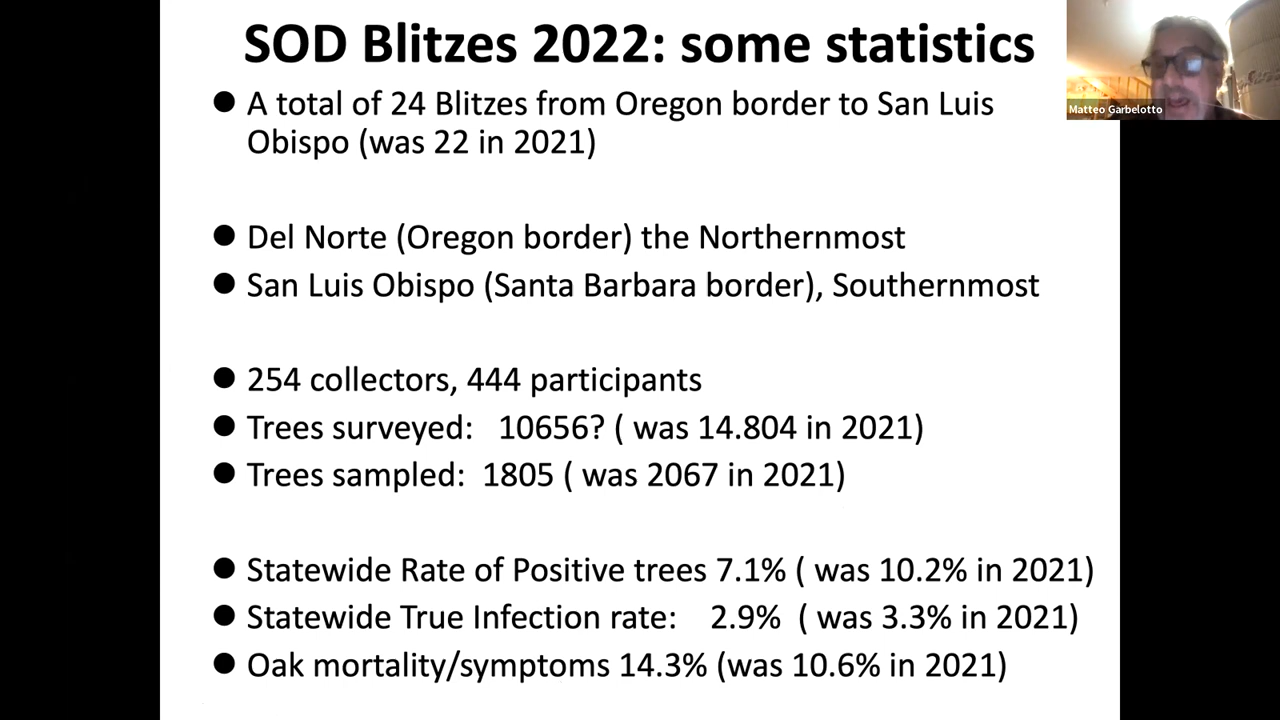 SOD Blitzes 2022: some statistics
● A total of 24 Blitzes from Oregon border to San Luis
Obispo (was 22 in 2021)
● Del Norte (Oregon border) the Northernmost
● San Luis Obispo (Santa Barbara border), Southernmost
● 254 collectors, 444 participants
● Trees surveyed: 10656? ( was 14.804 in 2021)
● Trees sampled: 1805 ( was 2067 in 2021)
● Statewide Rate of Positive trees 7.1% ( was 10.2% in 2021)
● Statewide True Infection rate: 2.9% ( was 3.3% in 2021)
● Oak mortality/symptoms 14.3% (was 10.6% in 2021)
Matteo Garbelotto